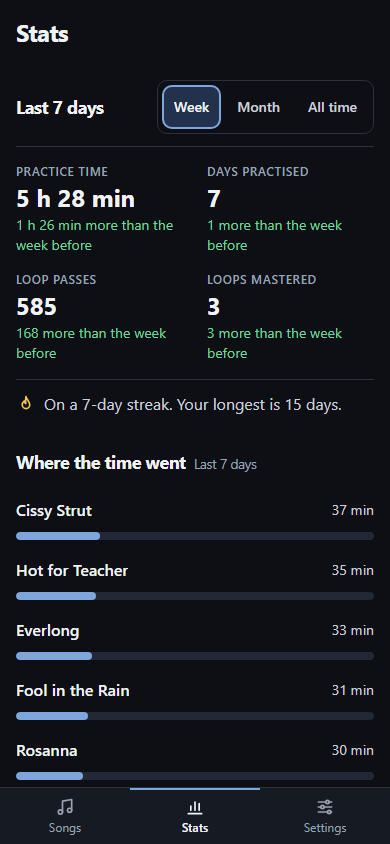 Stats
Last 7 days
Week
Month
All time
PRACTICE TIME
5 h 28 min
1 h 26 min more than the
week before
DAYS PRACTISED
7
1 more than the week
before
LOOP PASSES
585
168 more than the week
before
LOOPS MASTERED
3
3 more than the week
before
On a 7-day streak. Your longest is 15 days.
Where the time went Last 7 days
Cissy Strut 37 min
Hot for Teacher 35 min
Everlong 33 min
Fool in the Rain 31 min
Rosanna 30 min
Songs
Stats
Settings